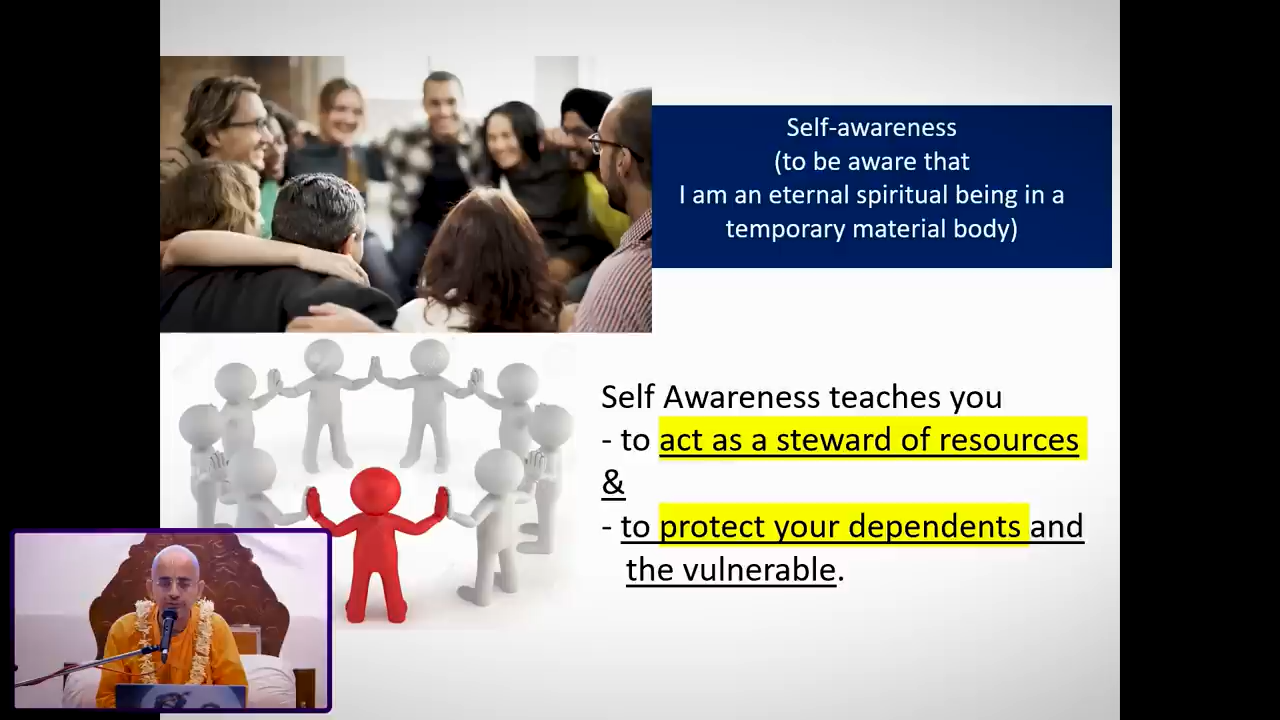 Self-awareness
(to be aware that
I am an eternal spiritual being in a
temporary material body)
Self Awareness teaches you
- to act as a steward of resources
&
- to protect your dependents and
the vulnerable.